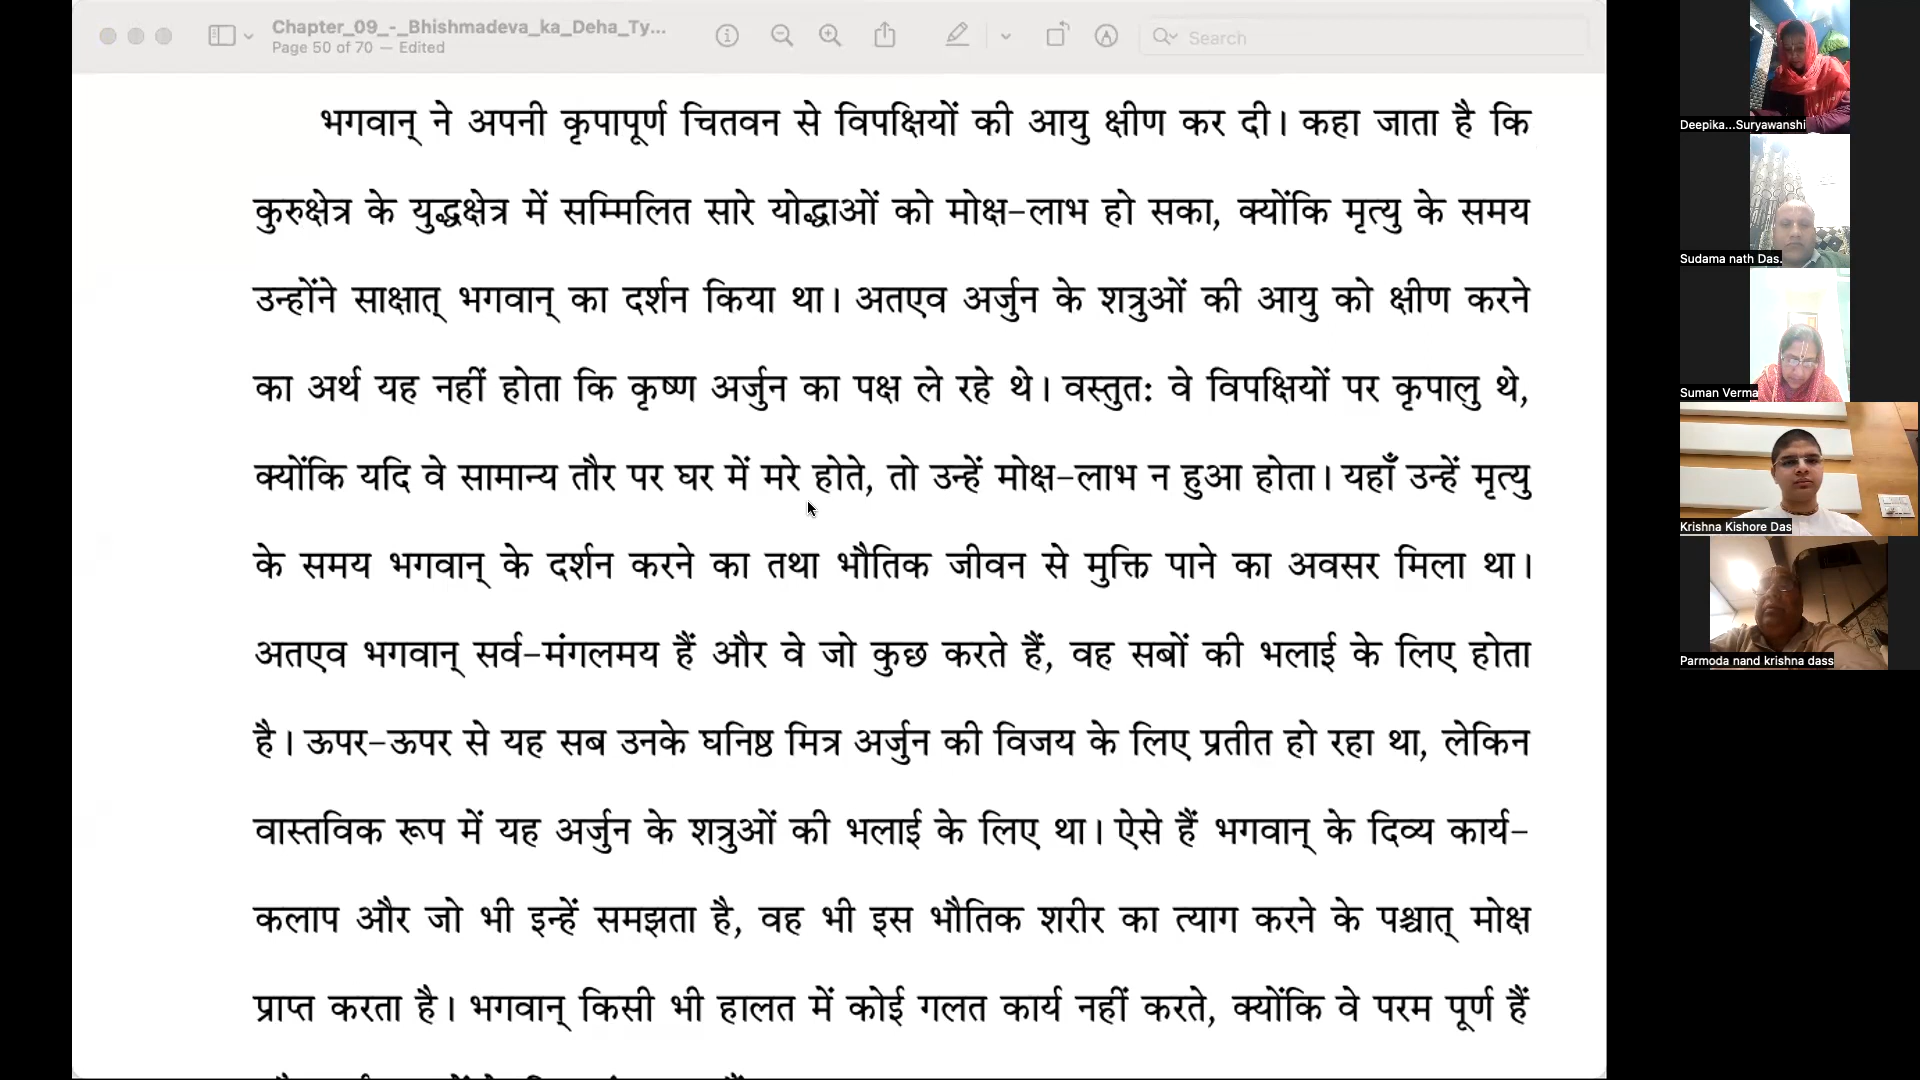 Chapter_09_-_Bhishmadeva_ka_Deha_Ty...
Page 50 of 70 — Edited
Search
भगवान् ने अपनी कृपापूर्ण चितवन से विपक्षियों की आयु क्षीण कर दी। कहा जाता है कि
कुरुक्षेत्र के युद्धक्षेत्र में सम्मिलित सारे योद्धाओं को मोक्ष-लाभ हो सका, क्योंकि मृत्यु के समय
उन्होंने साक्षात् भगवान् का दर्शन किया था। अतएव अर्जुन के शत्रुओं की आयु को क्षीण करने
का अर्थ यह नहीं होता कि कृष्ण अर्जुन का पक्ष ले रहे थे। वस्तुतः वे विपक्षियों पर कृपालु थे,
क्योंकि यदि वे सामान्य तौर पर घर में मरे होते, तो उन्हें मोक्ष-लाभ न हुआ होता। यहाँ उन्हें मृत्यु
के समय भगवान् के दर्शन करने का तथा भौतिक जीवन से मुक्ति पाने का अवसर मिला था।
अतएव भगवान् सर्व-मंगलमय हैं और वे जो कुछ करते हैं, वह सबों की भलाई के लिए होता
है। ऊपर-ऊपर से यह सब उनके घनिष्ठ मित्र अर्जुन की विजय के लिए प्रतीत हो रहा था, लेकिन
वास्तविक रूप में यह अर्जुन के शत्रुओं की भलाई के लिए था। ऐसे हैं भगवान् के दिव्य कार्य-
कलाप और जो भी इन्हें समझता है, वह भी इस भौतिक शरीर का त्याग करने के पश्चात् मोक्ष
प्राप्त करता है। भगवान् किसी भी हालत में कोई गलत कार्य नहीं करते, क्योंकि वे परम पूर्ण हैं
Deepika...Suryawanshi
Sudama nath Das.
Suman Verma
Krishna Kishore Das
Parmoda nand krishna dass